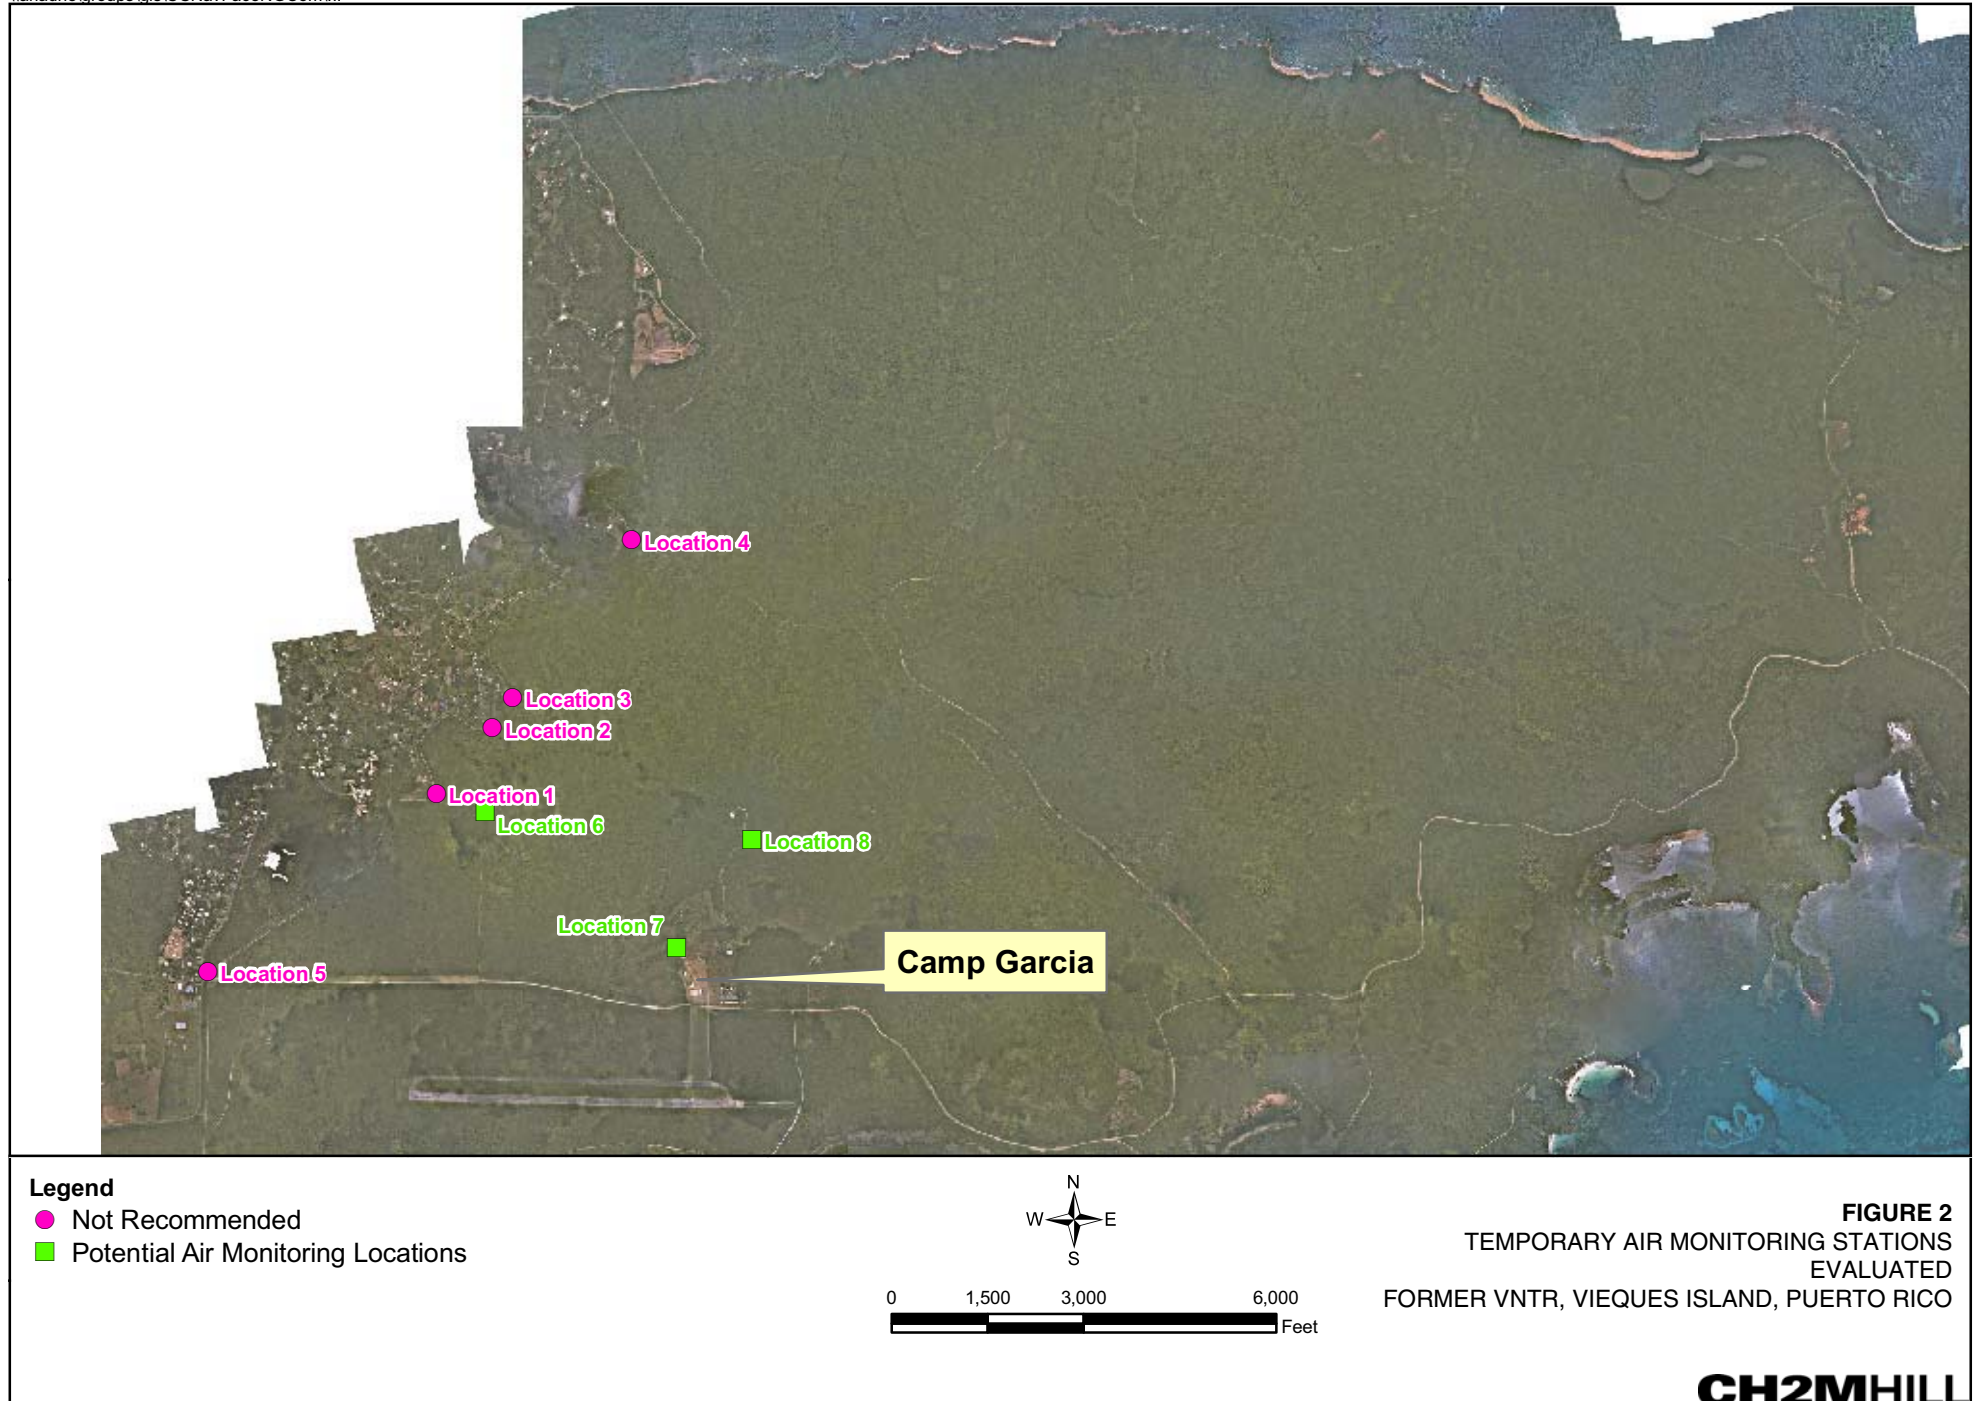 Location 4
Location 3
Location 2
Location 1
Location 6
Location 8
Location 7
Camp Garcia
Location 5
Legend
Not Recommended
Potential Air Monitoring Locations
N
W E
S
0 1,500 3,000 6,000
Feet
FIGURE 2
TEMPORARY AIR MONITORING STATIONS
EVALUATED
FORMER VNTR, VIEQUES ISLAND, PUERTO RICO
CH2MHILL